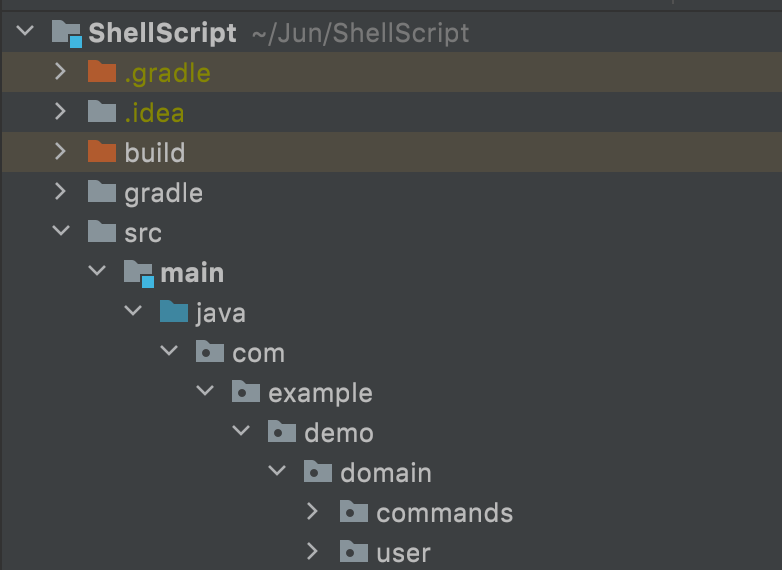 ShellScript ~/Jun/ShellScript
.gradle
.idea
build
gradle
src
main
java
com
example
demo
domain
commands
user